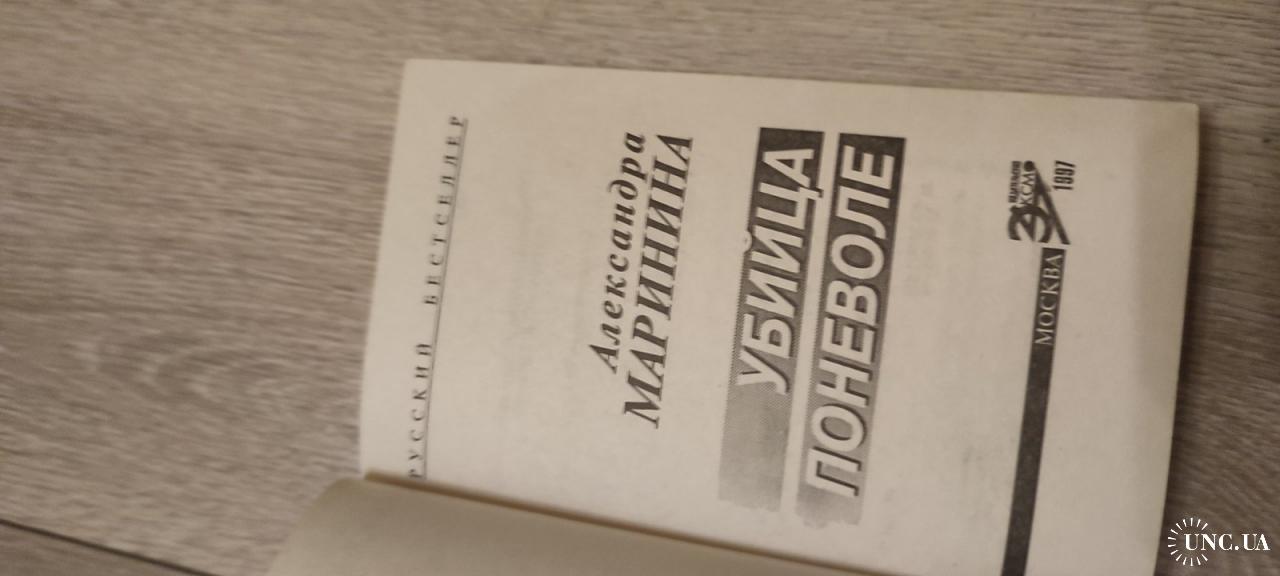 РУССКИЙ БЕСТСЕЛЛЕР
Александра
МАРИНИНА
УБИЙЦА
ПОНЕВОЛЕ
ЭКСМО
МОСКВА
1997
UNC.UA